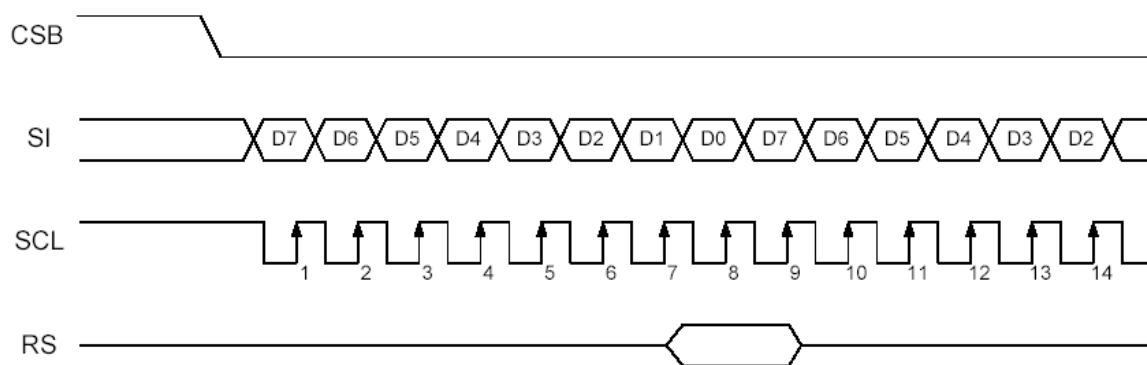 CSB
SI D7 D6 D5 D4 D3 D2 D1 D0 D7 D6 D5 D4 D3 D2
SCL
1 2 3 4 5 6 7 8 9 10 11 12 13 14
RS